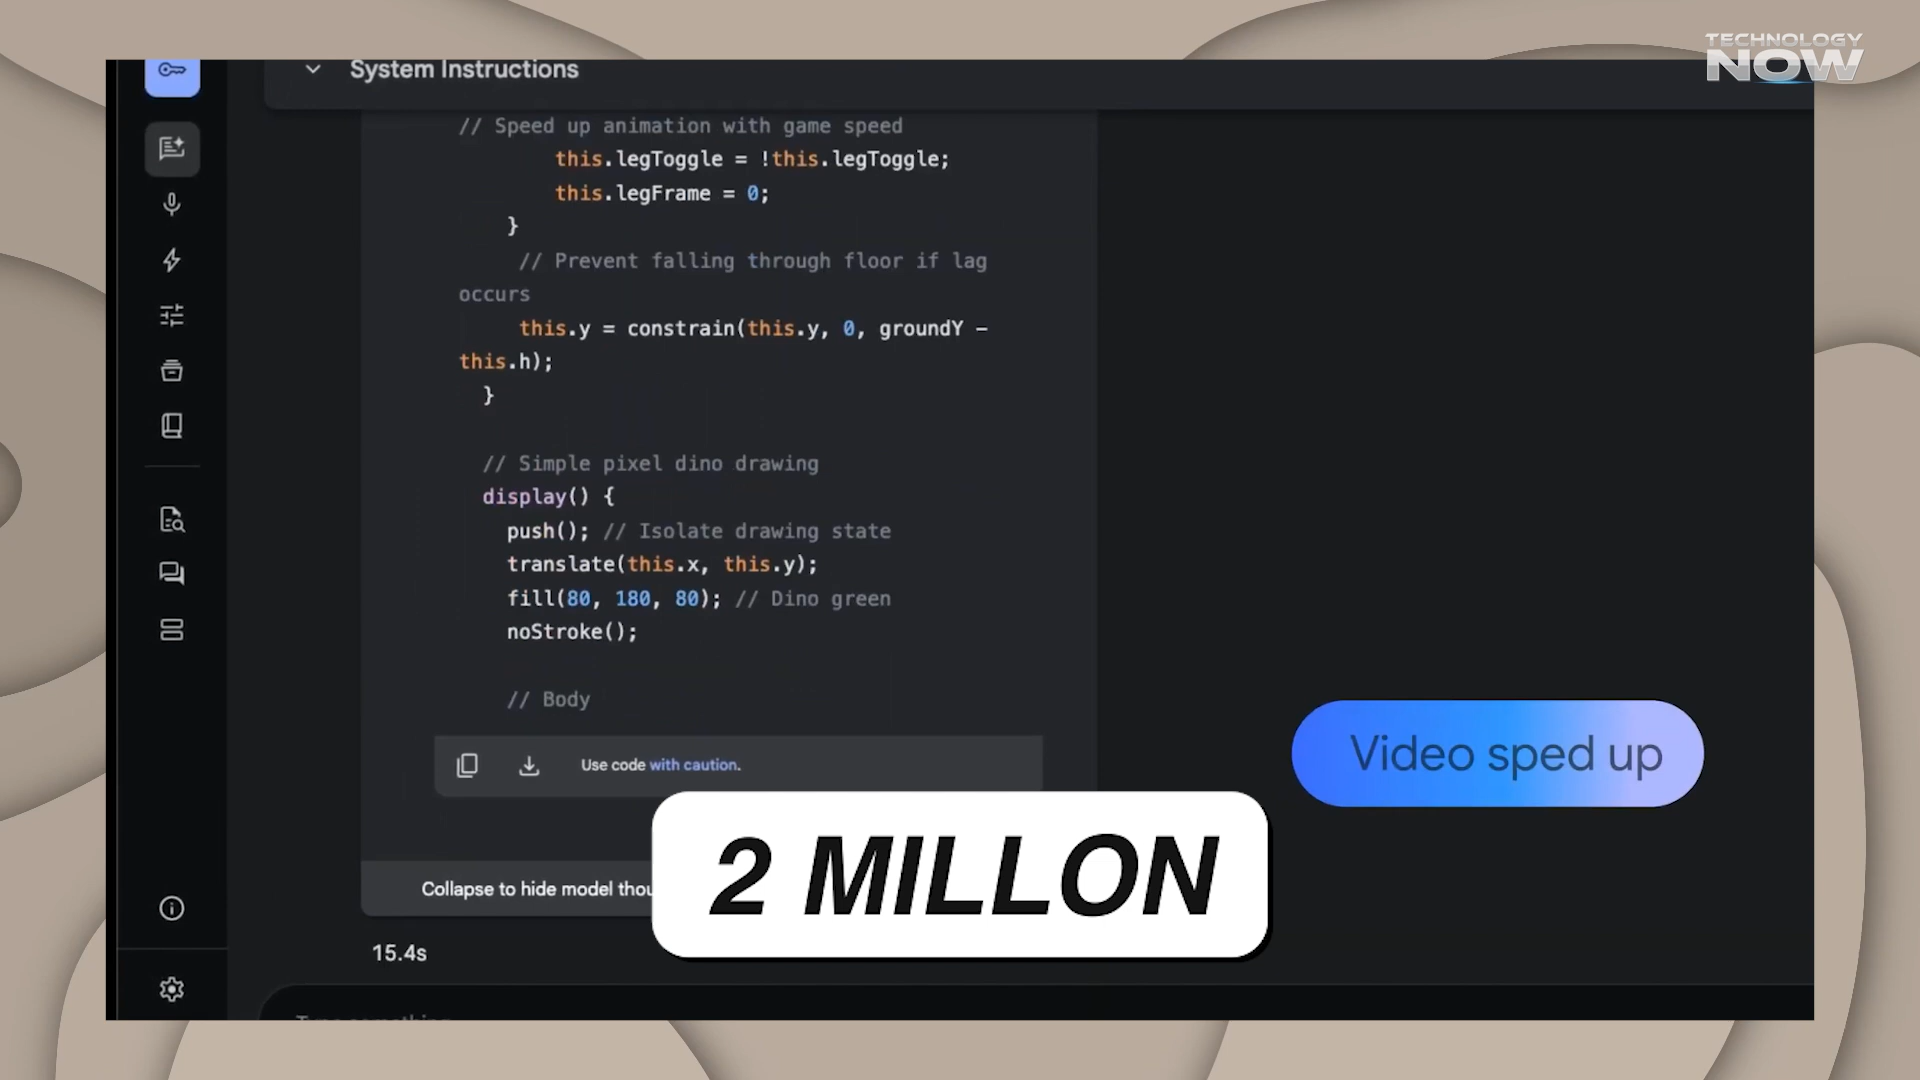 TECHNOLOGY
NOW
System Instructions
// Speed up animation with game speed
this.legToggle = !this.legToggle;
this.legFrame = 0;
}
// Prevent falling through floor if lag
occurs
this.y = constrain(this.y, 0, groundY –
this.h);
}
// Simple pixel dino drawing
display() {
push(); // Isolate drawing state
translate(this.x, this.y);
fill(80, 180, 80); // Dino green
noStroke();
// Body
Use code with caution.
Video sped up
Collapse to hide model thou
2 MILLON
15.4s